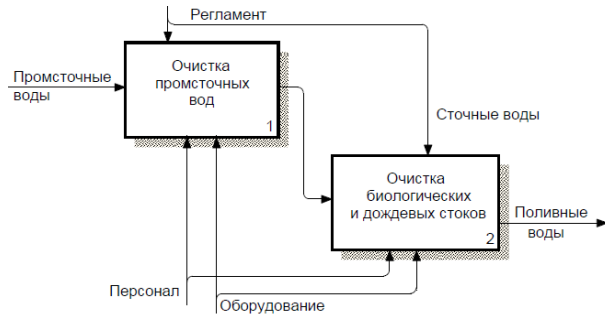 Регламент
Промсточные
воды
Очистка
промсточных
вод
1
Сточные воды
Очистка
биологических
и дождевых стоков
2
Поливные
воды
Персонал
Оборудование